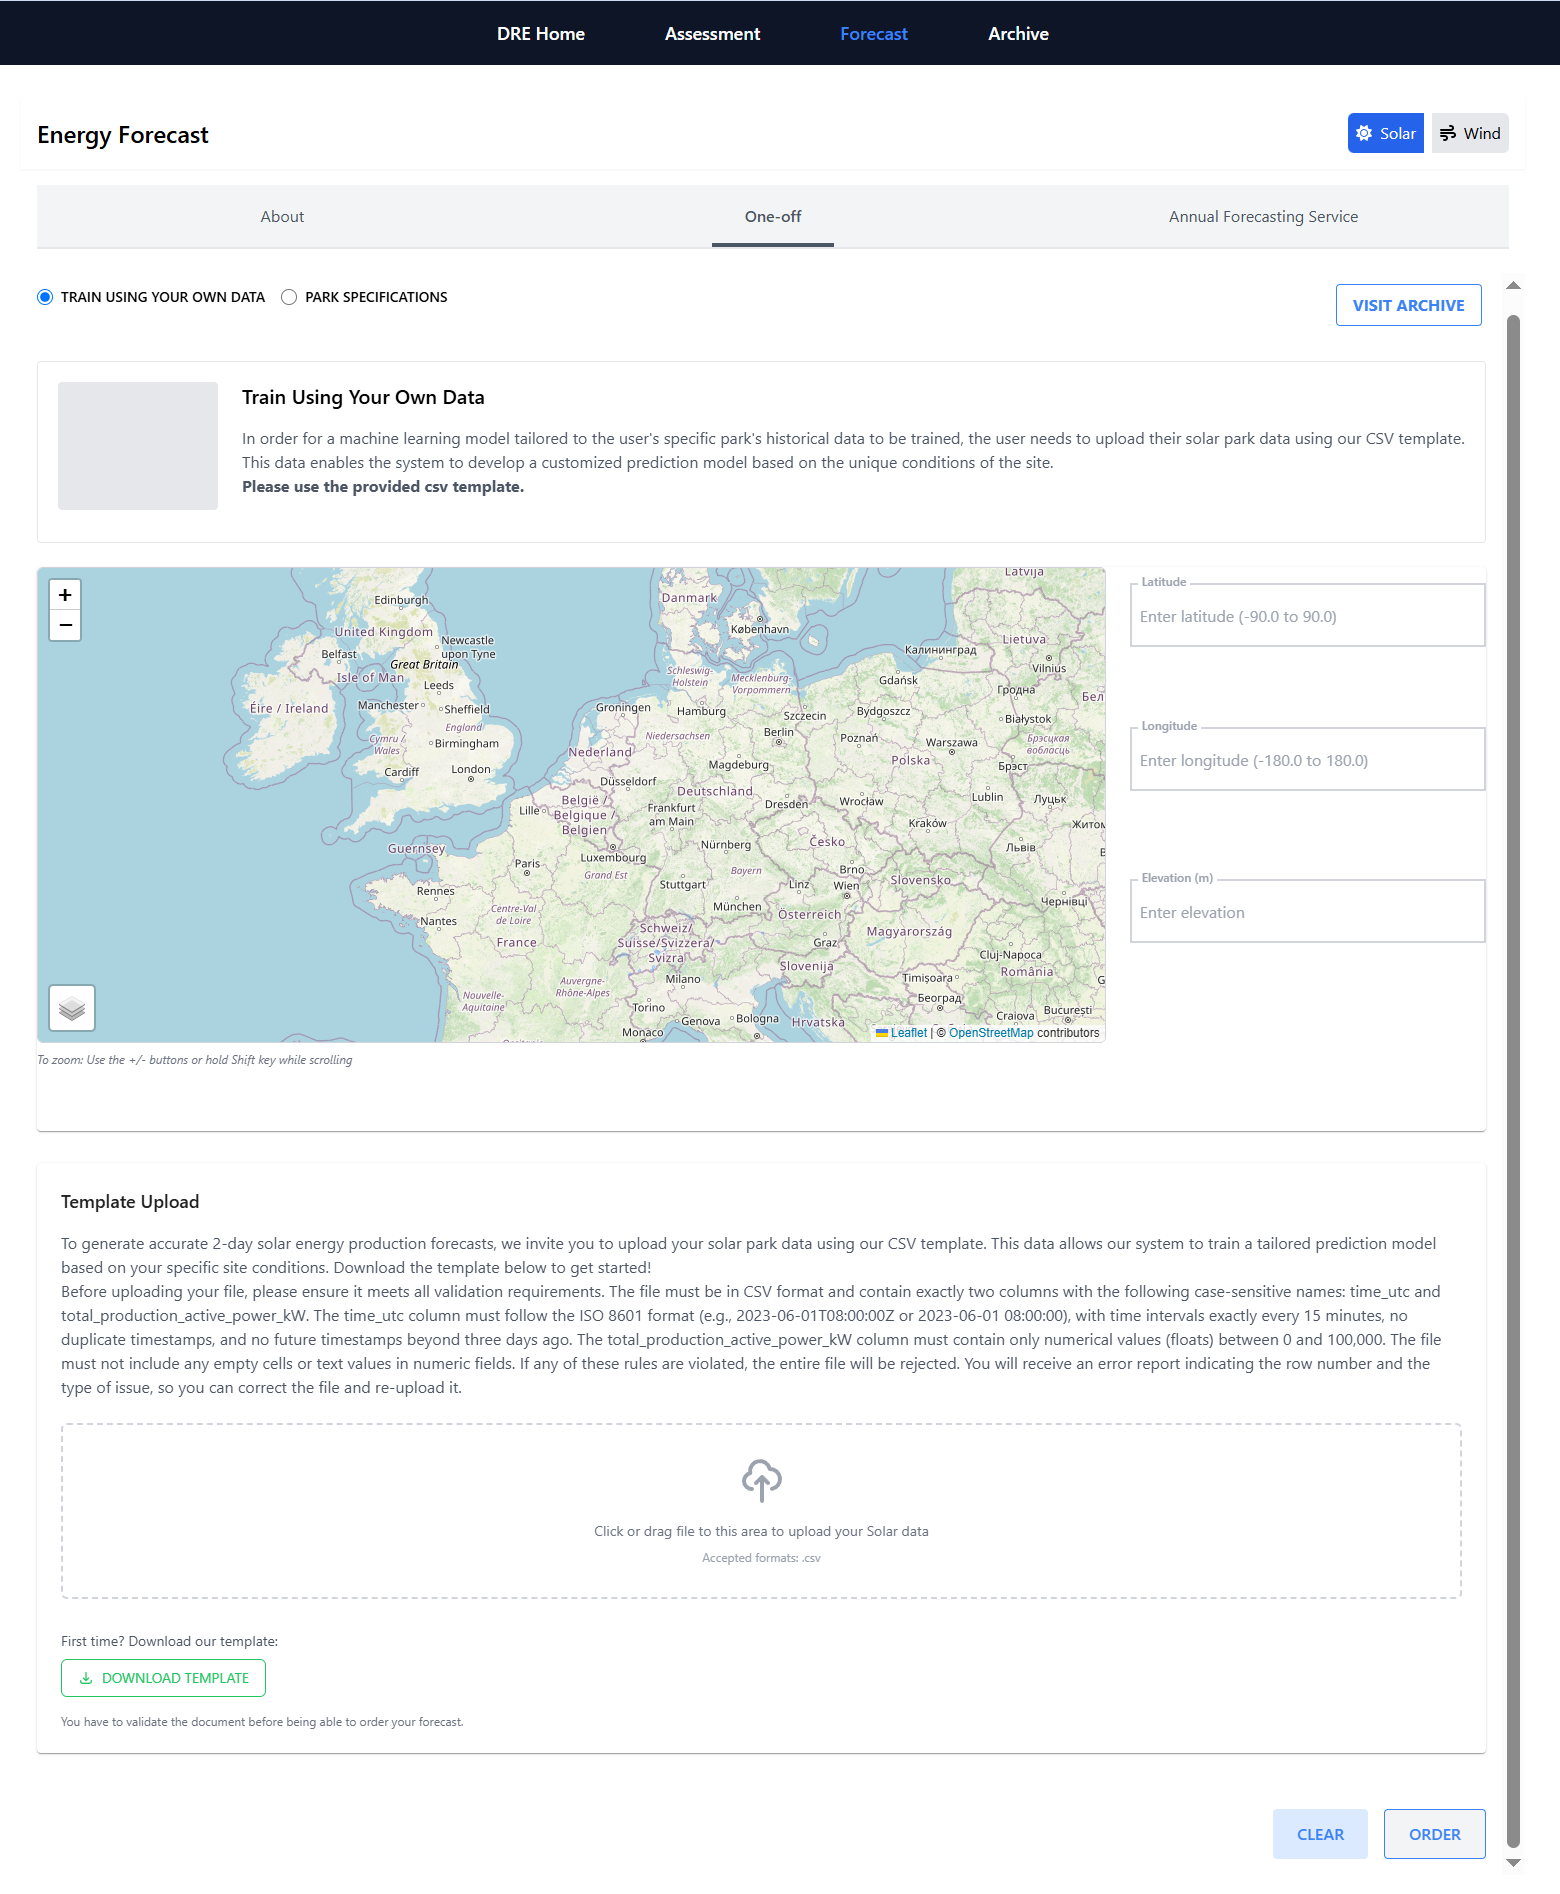 DRE Home
Assessment
Forecast
Archive
Energy Forecast
Solar
Wind
About
One-off
Annual Forecasting Service
TRAIN USING YOUR OWN DATA
PARK SPECIFICATIONS
VISIT ARCHIVE
Train Using Your Own Data
In order for a machine learning model tailored to the user's specific park's historical data to be trained, the user needs to upload their solar park data using our CSV template.
This data enables the system to develop a customized prediction model based on the unique conditions of the site.
Please use the provided csv template.
+
−
Latvija
Edinburgh
Danmark
København
United Kingdom
Newcastle
upon Tyne
Belfast
Great Britain
Isle of Man
Leeds
Lietuva
Калининград
Vilnius
Schleswig-
Holstein
Mecklenburg-
Vorpommern
Gdańsk
Гродна
Бел
Éire / Ireland
Manchester
Sheffield
Groningen
Hamburg
Szczecin
Bydgoszcz
Białystok
England
Cymru /
Wales
Birmingham
Niedersachsen
Berlin
Poznań
Warszawa
Брэсцкая
вобласць
Nederland
Magdeburg
Polska
Брэст
Cardiff
London
Düsseldorf
Deutschland
Lublin
Луцьк
Lille
België /
Belgique /
Belgien
Frankfurt
am Main
Dresden
Wrocław
Kraków
Житом
Guernsey
Nürnberg
Česko
Львів
Paris
Luxembourg
Grand Est
Bayern
Brno
Slovensko
Rennes
Stuttgart
Linz
Wien
Чернівці
Nantes
Centre-Val
de Loire
München
Österreich
France
Schweiz/
Suisse/Svizzera/
Svizra
Graz
Magyarország
Cluj-Napoca
România
Slovenija
Milano
Timișoara
Nouvelle-
Aquitaine
Auvergne-
Rhône-Alpes
Torino
Genova
Bologna
Hrvatska
Београд
Craiova
București
Monaco
Leaflet | © OpenStreetMap contributors
To zoom: Use the +/- buttons or hold Shift key while scrolling
Latitude
Enter latitude (-90.0 to 90.0)
Longitude
Enter longitude (-180.0 to 180.0)
Elevation (m)
Enter elevation
Template Upload
To generate accurate 2-day solar energy production forecasts, we invite you to upload your solar park data using our CSV template. This data allows our system to train a tailored prediction model
based on your specific site conditions. Download the template below to get started!
Before uploading your file, please ensure it meets all validation requirements. The file must be in CSV format and contain exactly two columns with the following case-sensitive names: time_utc and
total_production_active_power_kW. The time_utc column must follow the ISO 8601 format (e.g., 2023-06-01T08:00:00Z or 2023-06-01 08:00:00), with time intervals exactly every 15 minutes, no
duplicate timestamps, and no future timestamps beyond three days ago. The total_production_active_power_kW column must contain only numerical values (floats) between 0 and 100,000. The file
must not include any empty cells or text values in numeric fields. If any of these rules are violated, the entire file will be rejected. You will receive an error report indicating the row number and the
type of issue, so you can correct the file and re-upload it.
Click or drag file to this area to upload your Solar data
Accepted formats: .csv
First time? Download our template:
DOWNLOAD TEMPLATE
You have to validate the document before being able to order your forecast.
CLEAR
ORDER